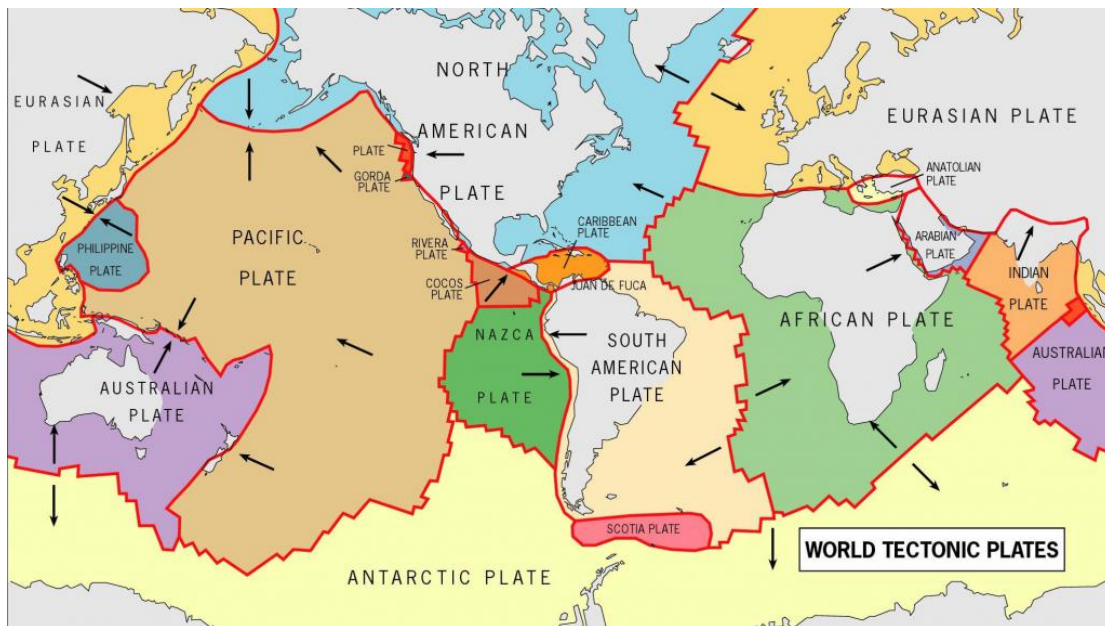 EURASIAN
PLATE
NORTH
AMERICAN
PLATE
EURASIAN PLATE
ANATOLIAN
PLATE
PLATE
GORDA
PLATE
CARIBBEAN
PLATE
PHILIPPINE
PLATE
PACIFIC
PLATE
RIVERA
PLATE
COCOS
PLATE
JUAN DE FUCA
ARABIAN
PLATE
INDIAN
PLATE
NAZCA
PLATE
SOUTH
AMERICAN
PLATE
AFRICAN PLATE
AUSTRALIAN
PLATE
AUSTRALIAN
PLATE
SCOTIA PLATE
ANTARCTIC PLATE
WORLD TECTONIC PLATES